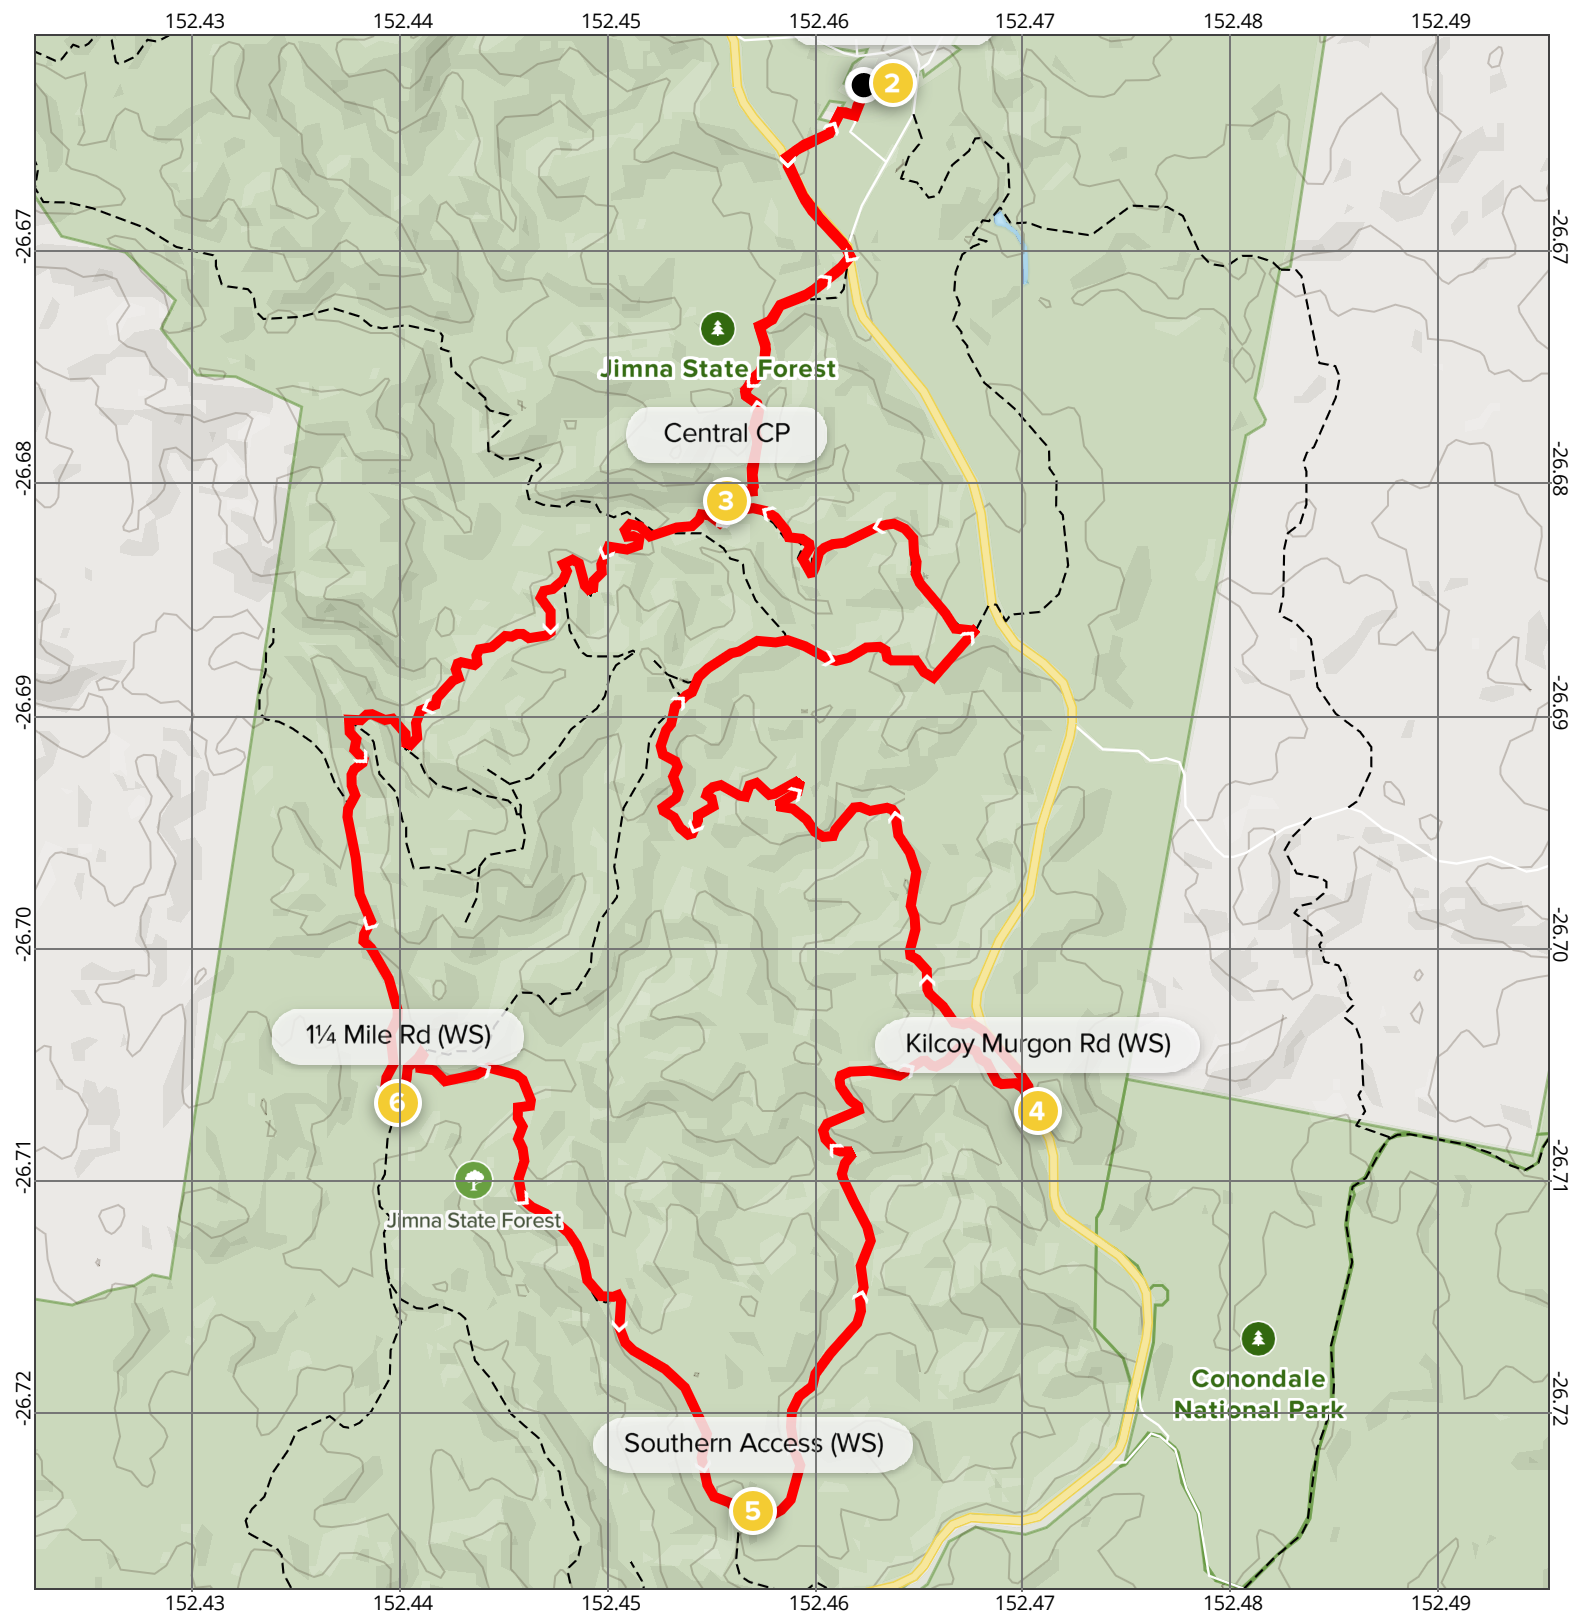 152.43 152.44 152.45 152.46 152.47 152.48 152.49
2
-26.67 -26.67
Jimna State Forest
Central CP
-26.68 -26.68
3
-26.69 -26.69
-26.70 -26.70
1¼ Mile Rd (WS)
Kilcoy Murgon Rd (WS)
6
4
-26.71 -26.71
Jimna State Forest
Conondale
National Park
-26.72 -26.72
Southern Access (WS)
5
152.43 152.44 152.45 152.46 152.47 152.48 152.49